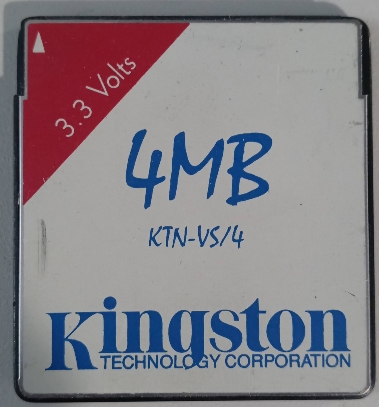 3.3 Volts
4MB
KTN-VS/4
Kingston
TECHNOLOGY CORPORATION